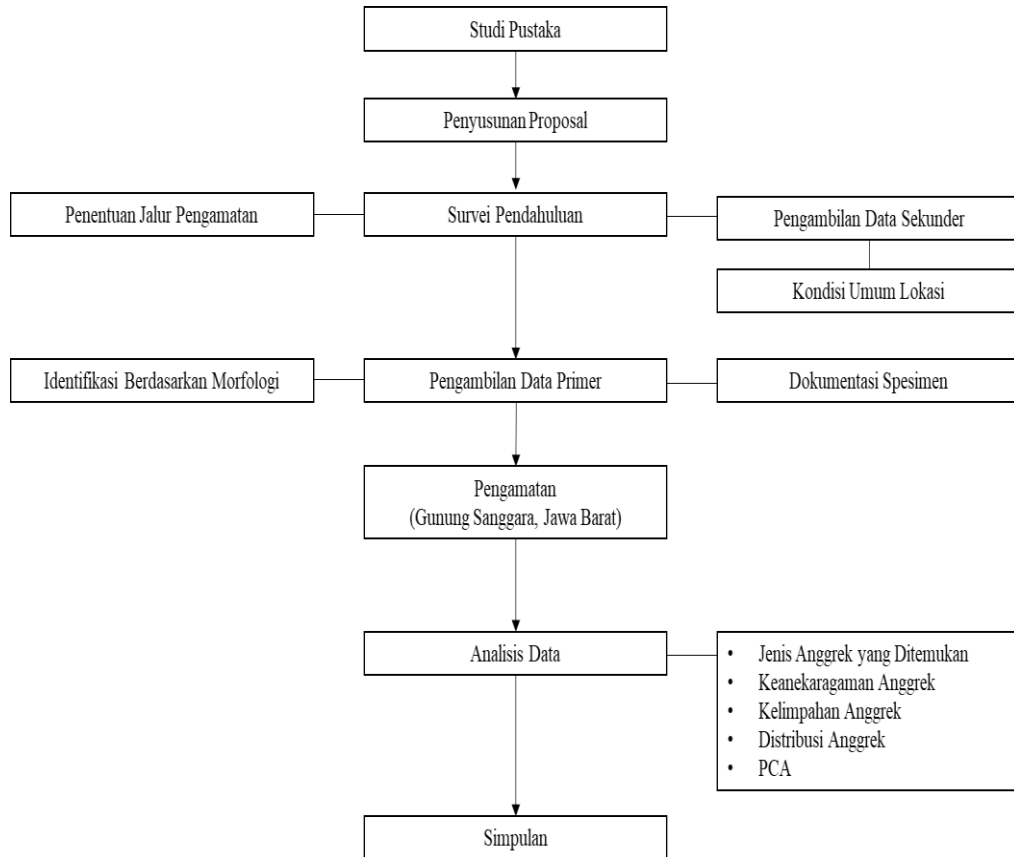 Studi Pustaka
Penyusunan Proposal
Penentuan Jalur Pengamatan
Survei Pendahuluan
Pengambilan Data Sekunder
Kondisi Umum Lokasi
Identifikasi Berdasarkan Morfologi
Pengambilan Data Primer
Dokumentasi Spesimen
Pengamatan
(Gunung Sanggara, Jawa Barat)
Analisis Data
• Jenis Anggrek yang Ditemukan
• Keanekaragaman Anggrek
• Kelimpahan Anggrek
• Distribusi Anggrek
• PCA
Simpulan